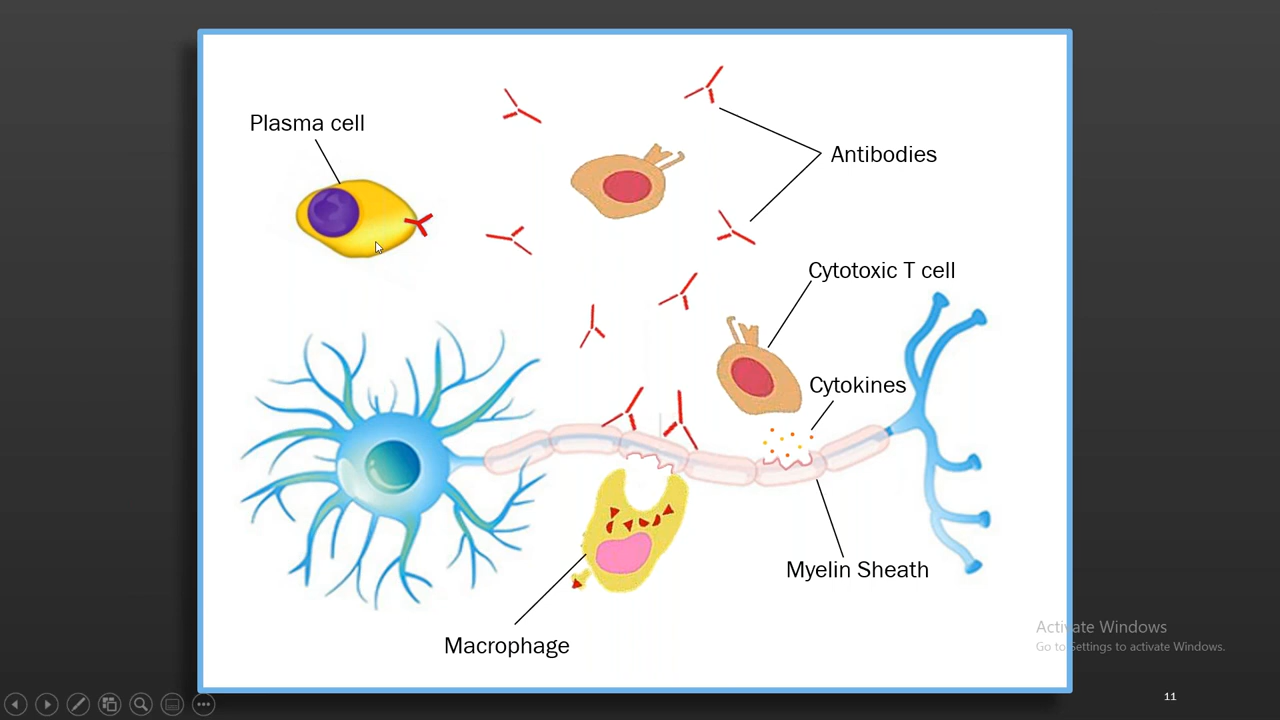 Plasma cell
Antibodies
Cytotoxic T cell
Cytokines
Myelin Sheath
Macrophage
Activate Windows
Go to Settings to activate Windows.
11